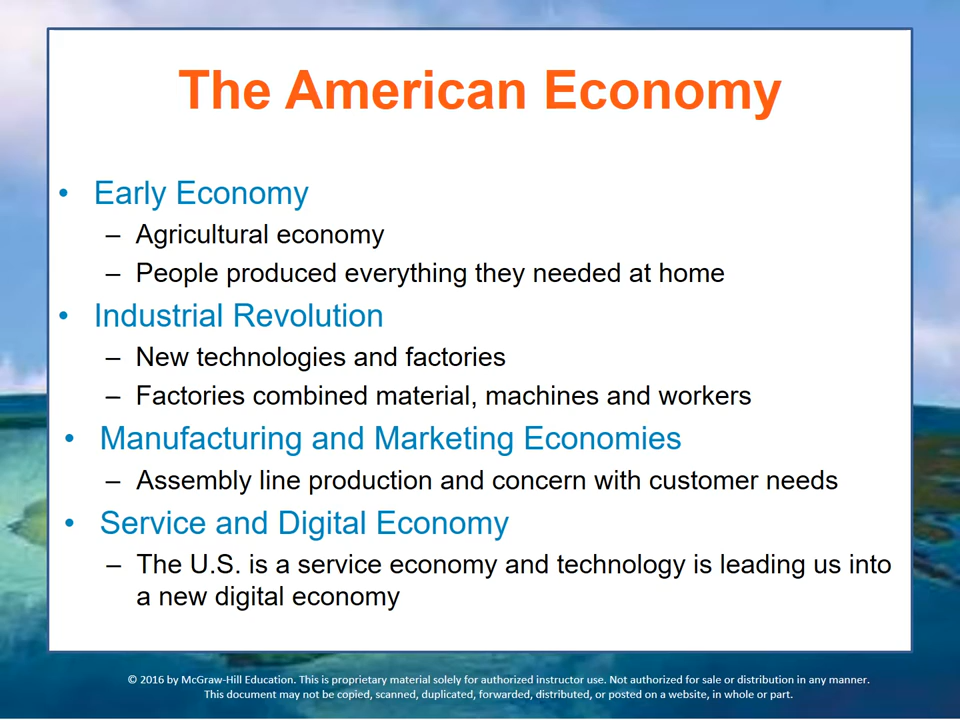 The American Economy
• Early Economy
– Agricultural economy
– People produced everything they needed at home
• Industrial Revolution
– New technologies and factories
– Factories combined material, machines and workers
• Manufacturing and Marketing Economies
– Assembly line production and concern with customer needs
• Service and Digital Economy
– The U.S. is a service economy and technology is leading us into
a new digital economy
© 2016 by McGraw-Hill Education. This is proprietary material solely for authorized instructor use. Not authorized for sale or distribution in any manner.
This document may not be copied, scanned, duplicated, forwarded, distributed, or posted on a website, in whole or part.